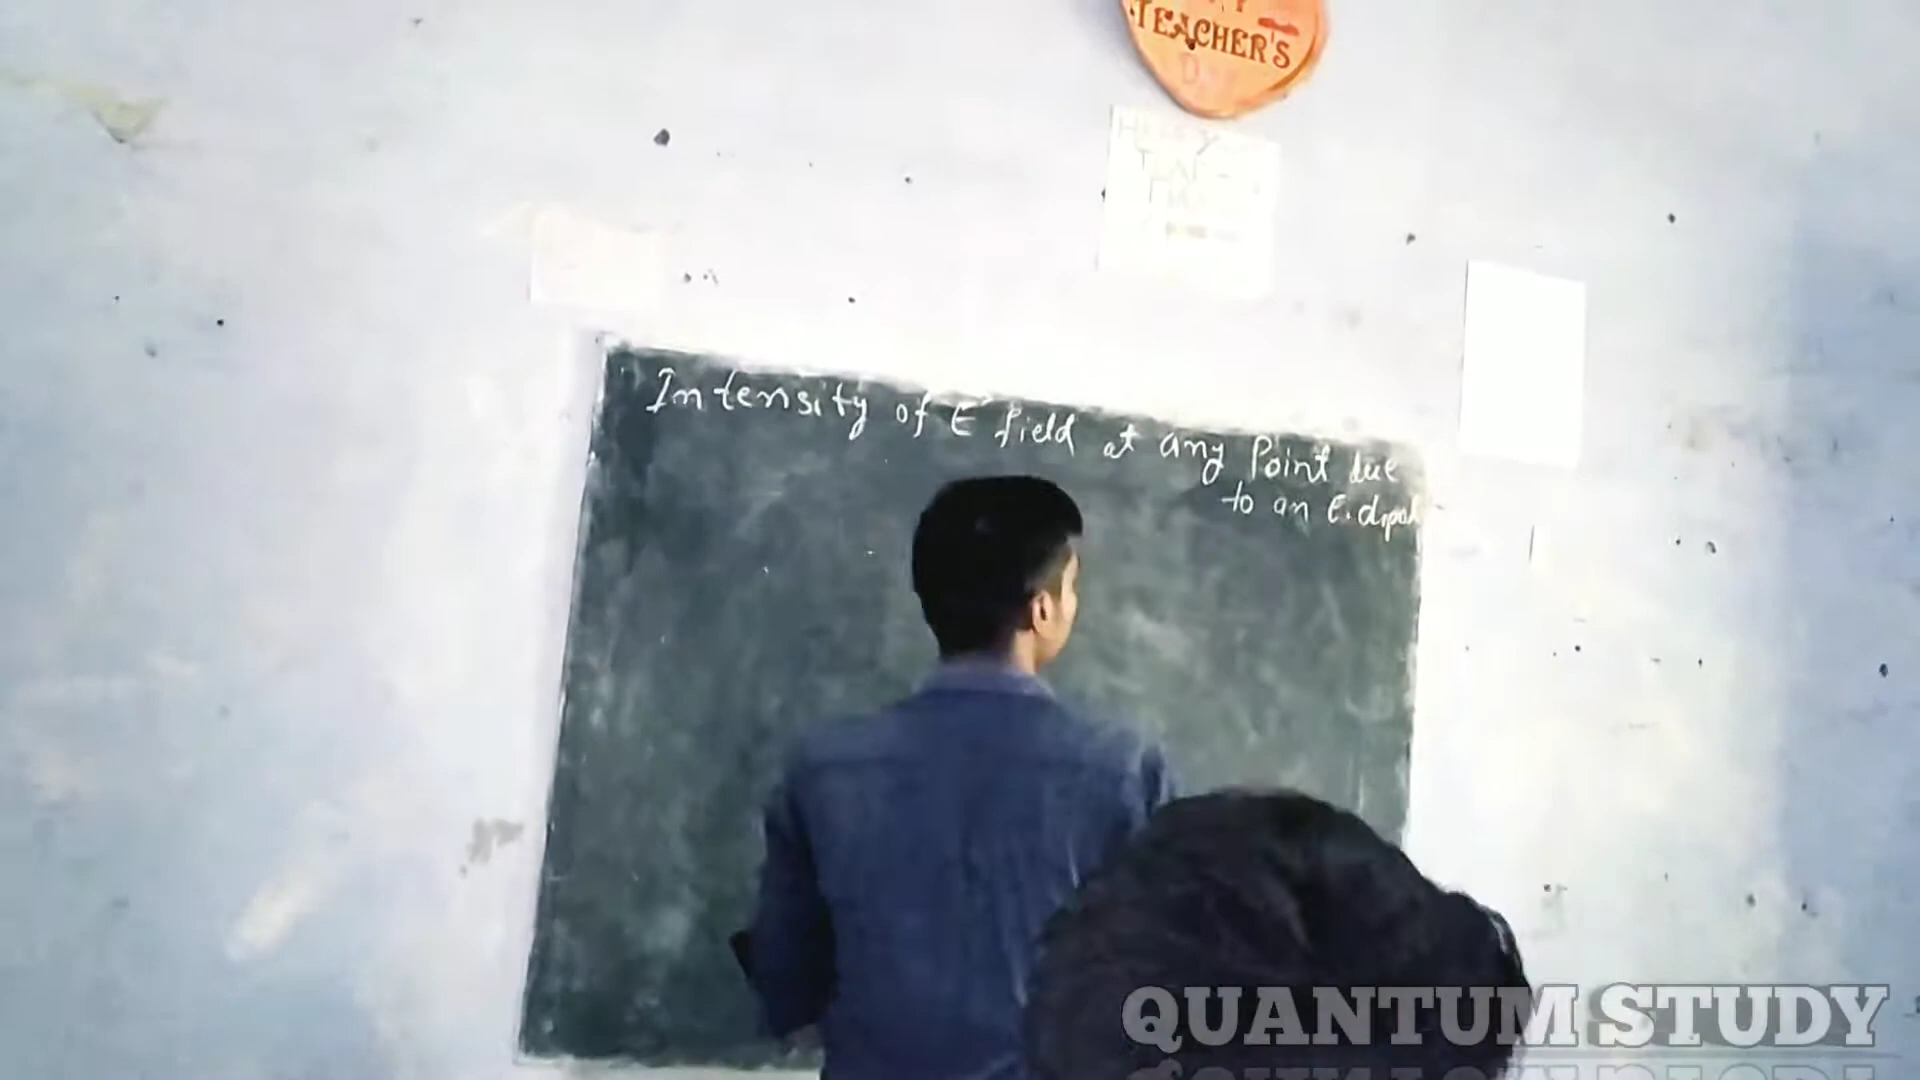 TEACHER'S
Intensity of E field at any Point due
to an E. dipole
QUANTUM STUDY